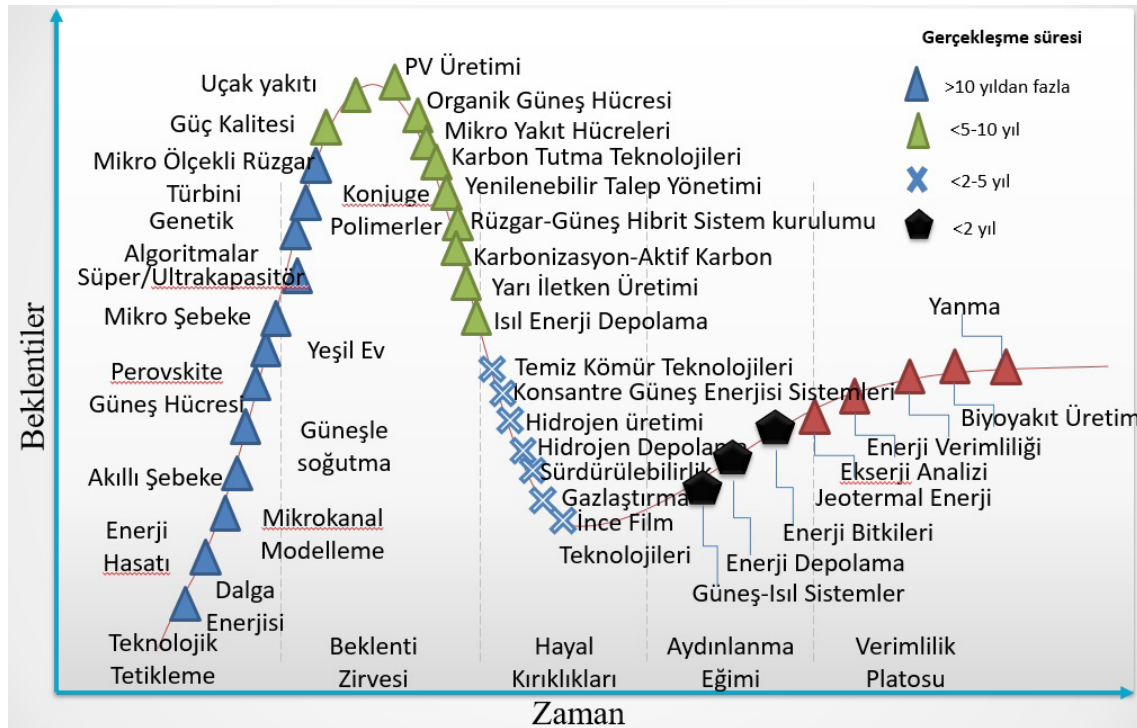 Gerçekleşme süresi
>10 yıldan fazla
<5-10 yıl
<2-5 yıl
<2 yıl
Beklentiler
PV Üretimi
Uçak yakıtı
Organik Güneş Hücresi
Güç Kalitesi
Mikro Yakıt Hücreleri
Mikro Ölçekli Rüzgar
Türbini
Karbon Tutma Teknolojileri
Yenilenebilir Talep Yönetimi
Konjuge
Polimerler
Genetik
Algoritmalar
Rüzgar-Güneş Hibrit Sistem kurulumu
Karbonizasyon-Aktif Karbon
Süper/Ultrakapasitör
Yarı İletken Üretimi
Mikro Şebeke
Isıl Enerji Depolama
Yeşil Ev
Perovskite
Güneş Hücresi
Temiz Kömür Teknolojileri
Konsantre Güneş Enerjisi Sistemleri
Hidrojen üretimi
Güneşle
soğutma
Hidrojen Depolama
Akıllı Şebeke
Sürdürülebilirlik
Gazlaştırma
Mikrokanal
Modelleme
İnce Film
Teknolojileri
Enerji
Hasatı
Dalga
Enerjisi
Yanma
Biyoyakıt Üretim
Enerji Verimliliği
Ekserji Analizi
Jeotermal Enerji
Enerji Bitkileri
Enerji Depolama
Güneş-Isıl Sistemler
Teknolojik
Tetikleme
Beklenti
Zirvesi
Hayal
Kırıklıkları
Aydınlanma
Eğimi
Verimlilik
Platosu
Zaman